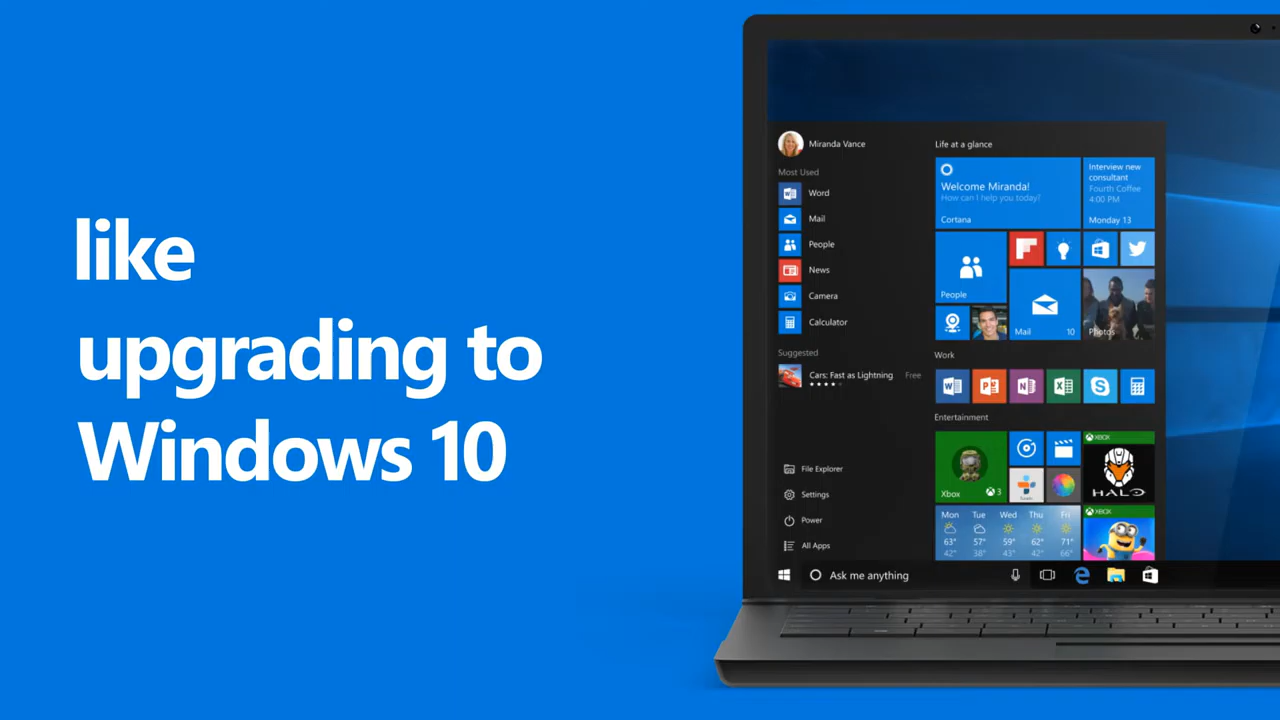 like
upgrading to
Windows 10
Miranda Vance
Most Used
Word
Mail
People
News
Camera
Calculator
Suggested
Cars: Fast as Lightning
Free
File Explorer
Settings
Power
All Apps
Life at a glance
Welcome Miranda!
How can I help you today?
Cortana
Interview new
consultant
Fourth Coffee
4:00 PM
Monday 13
People
Mail 10
Photos
Work
Entertainment
Xbox 3
XBOX
HALO
Mon Tue Wed Thu Fri
63° 57° 59° 62° 71°
42° 38° 43° 42° 66°
XBOX
Ask me anything